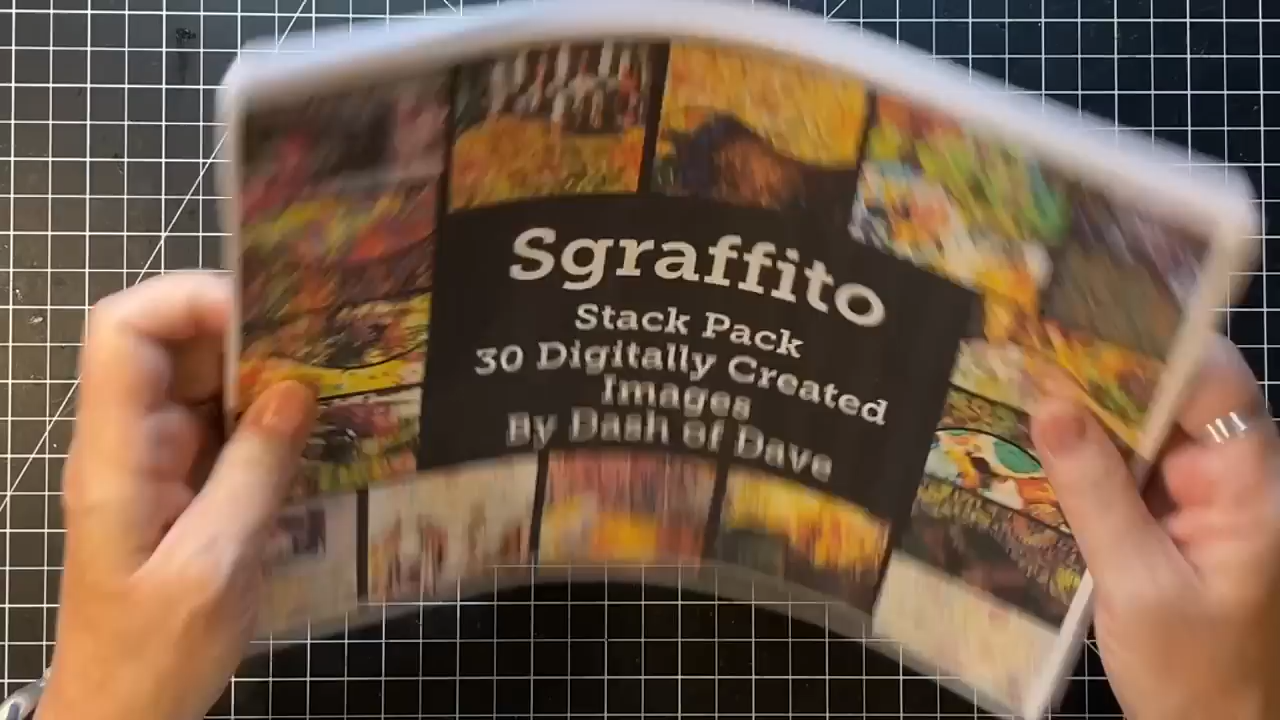 Sgraffito
Stack Pack
30 Digitally Created
Images
By Dash of Dave